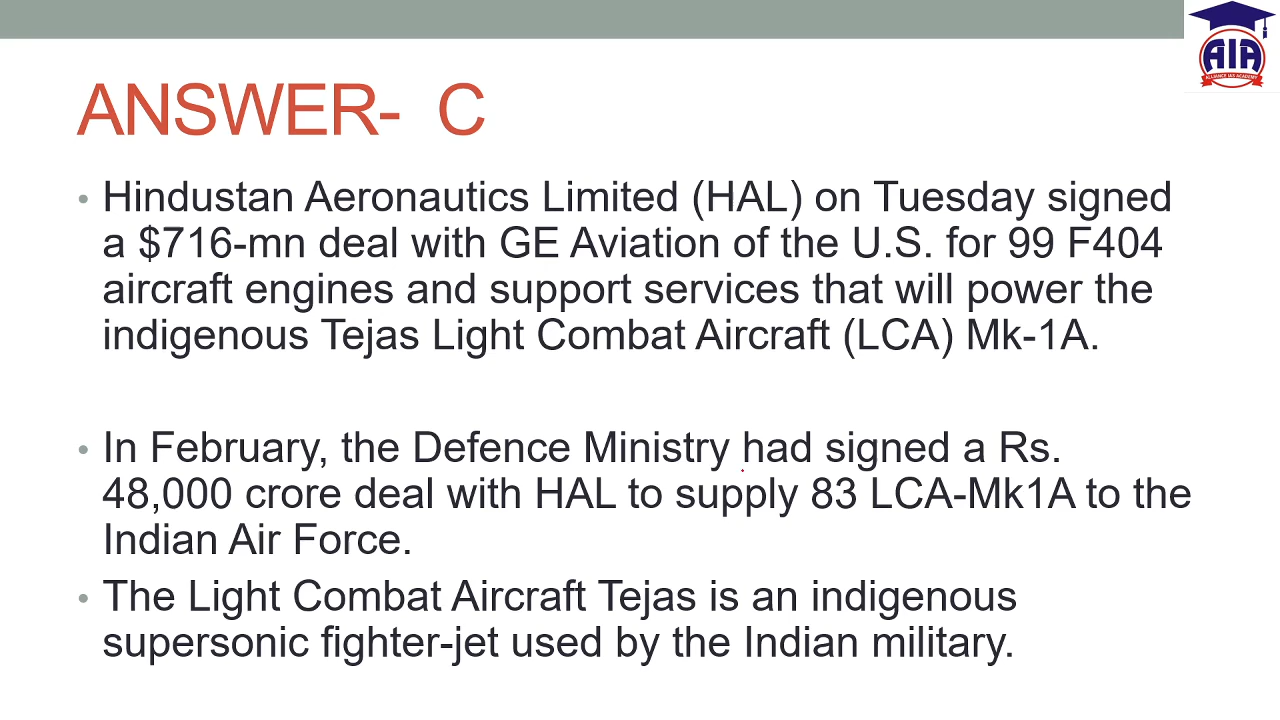 AIA
ALLIANCE IAS ACADEMY
ANSWER- C
• Hindustan Aeronautics Limited (HAL) on Tuesday signed
a $716-mn deal with GE Aviation of the U.S. for 99 F404
aircraft engines and support services that will power the
indigenous Tejas Light Combat Aircraft (LCA) Mk-1A.
• In February, the Defence Ministry had signed a Rs.
48,000 crore deal with HAL to supply 83 LCA-Mk1A to the
Indian Air Force.
• The Light Combat Aircraft Tejas is an indigenous
supersonic fighter-jet used by the Indian military.